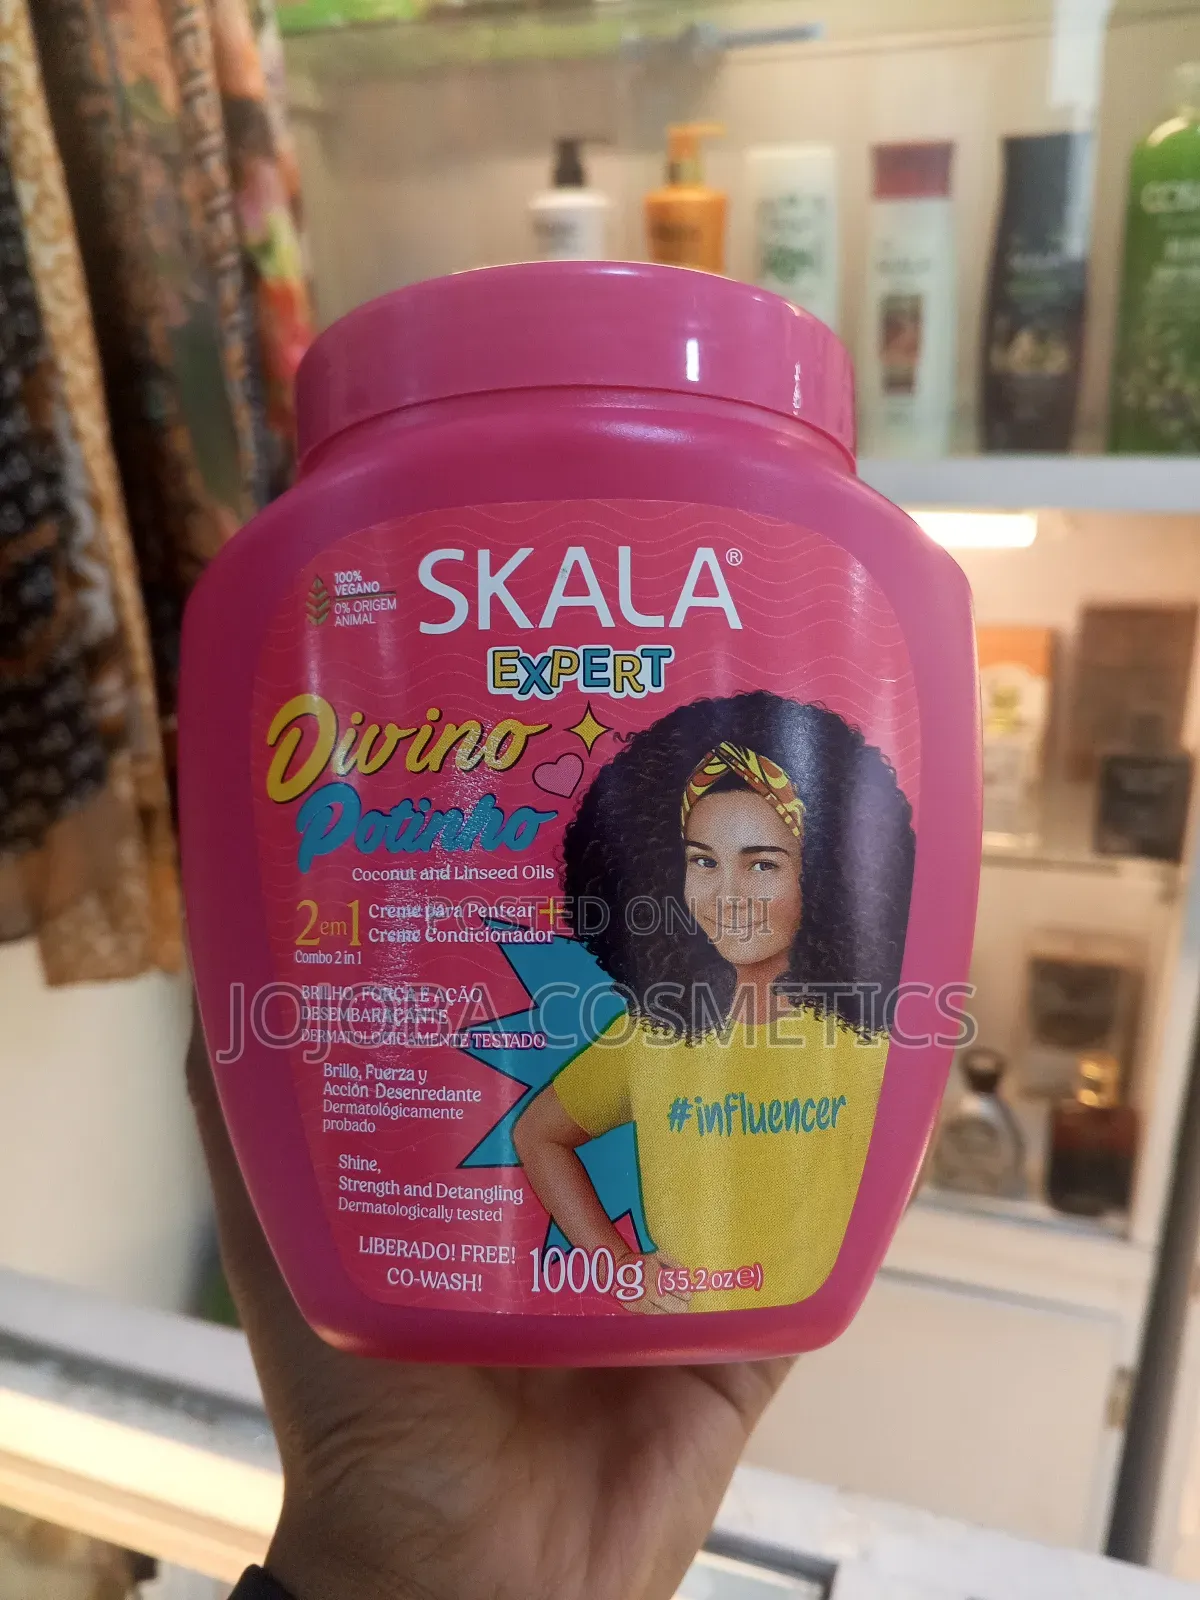 100%
VEGANO
0% ORIGEM
ANIMAL
SKALA®
EXPERT
Divino
Potinho
Coconut and Linseed Oils
2em1 Creme para Pentear +
Creme Condicionador
Combo 2 in 1
POSTED ON JIJI
BRILHO, FORÇA E AÇÃO
DESEMBARAÇANTE
JOJOBA COSMETICS
DERMATOLOGICAMENTE TESTADO
Brillo, Fuerza y
Acción Desenredante
Dermatológicamente
probado
#influencer
Shine,
Strength and Detangling
Dermatologically tested
LIBERADO! FREE!
CO-WASH!
1000g (35.2 oz e)